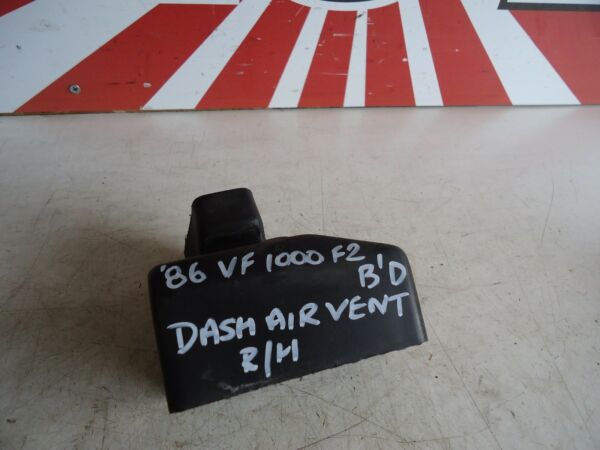 '86 VF 1000 F2
B'D
DASH AIR VENT
R/H